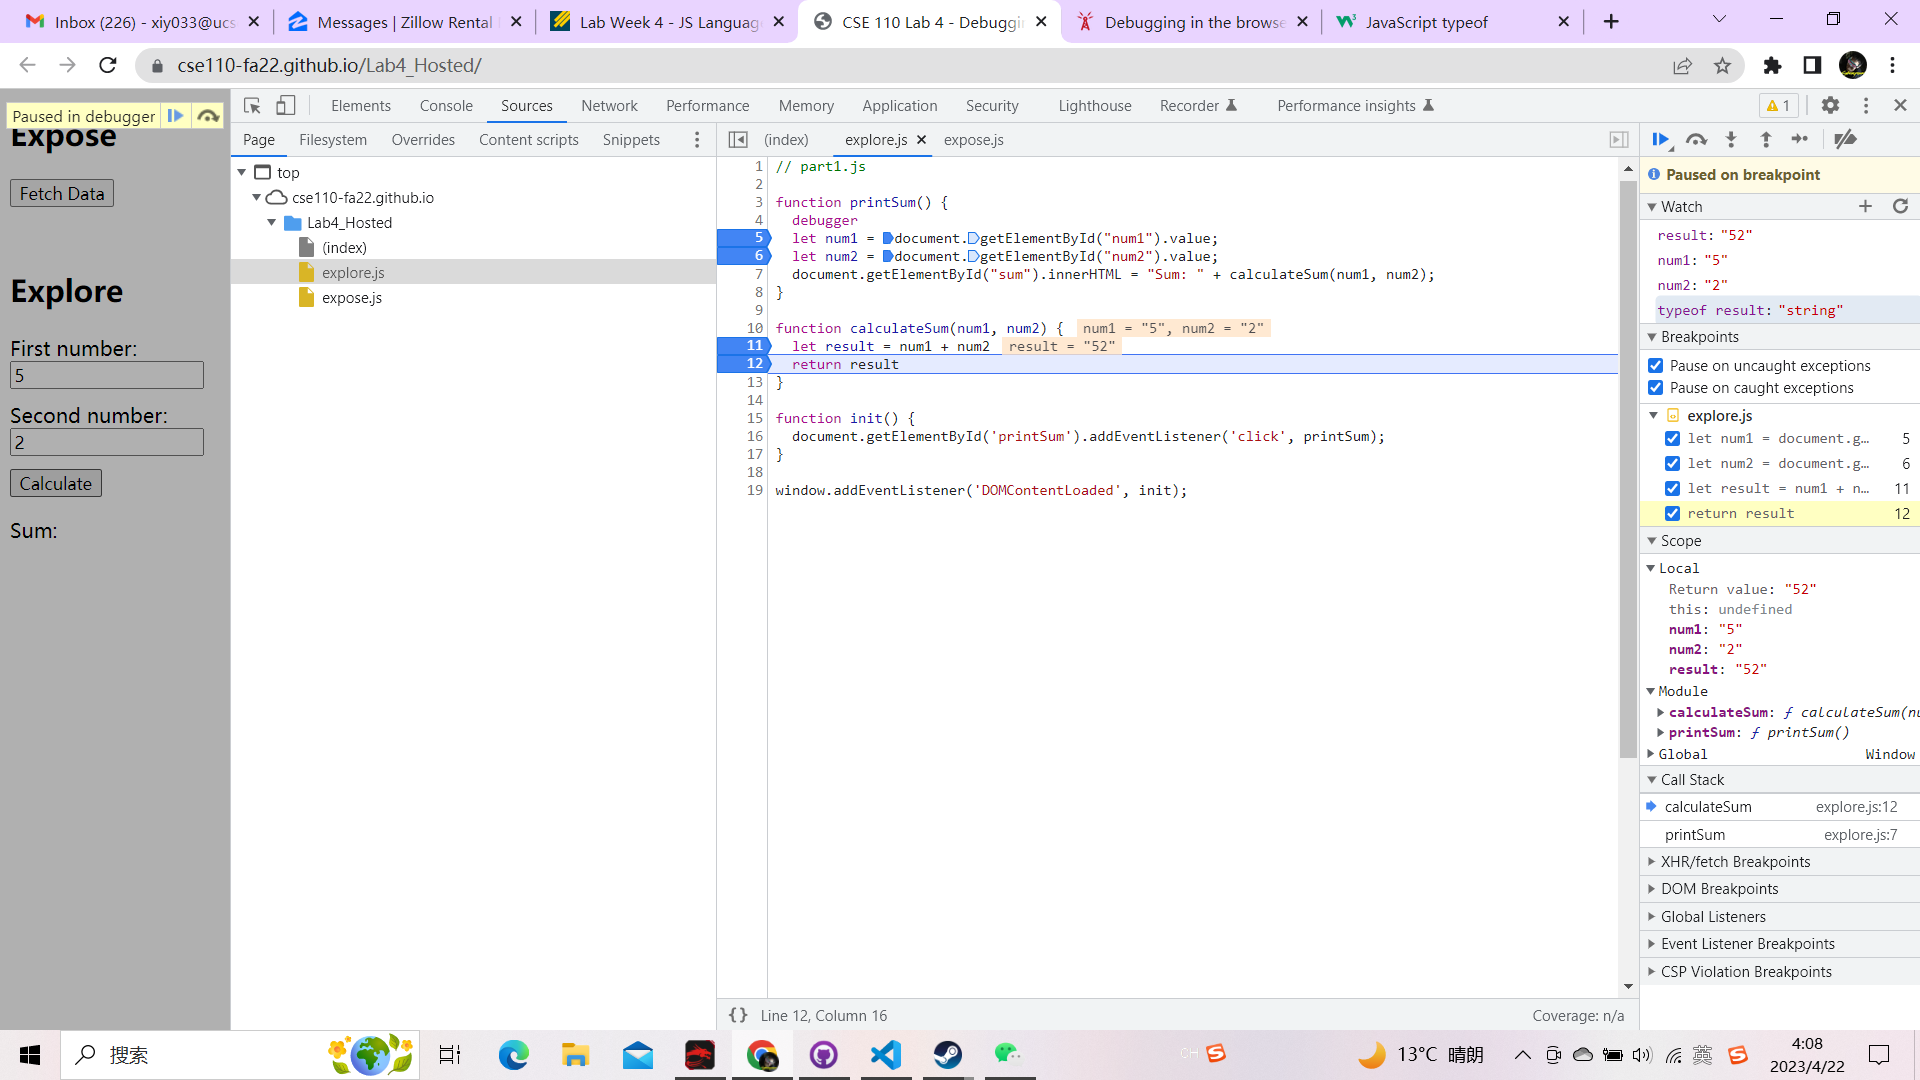 Inbox (226) - xiy033@ucs
Messages | Zillow Rental
Lab Week 4 - JS Languag
CSE 110 Lab 4 - Debuggi
Debugging in the browse
JavaScript typeof
cse110-fa22.github.io/Lab4_Hosted/
Paused in debugger
Expose
Fetch Data
Explore
First number:
5
Second number:
2
Calculate
Sum:
Elements Console Sources Network Performance Memory Application Security Lighthouse Recorder Performance insights
1
Page Filesystem Overrides Content scripts Snippets
top
cse110-fa22.github.io
Lab4_Hosted
(index)
explore.js
expose.js
(index) explore.js expose.js
1 // part1.js
2
3 function printSum() {
4 debugger
5 let num1 = document.getElementById("num1").value;
6 let num2 = document.getElementById("num2").value;
7 document.getElementById("sum").innerHTML = "Sum: " + calculateSum(num1, num2);
8 }
9
10 function calculateSum(num1, num2) { num1 = "5", num2 = "2"
11 let result = num1 + num2 result = "52"
12 return result
13 }
14
15 function init() {
16 document.getElementById('printSum').addEventListener('click', printSum);
17 }
18
19 window.addEventListener('DOMContentLoaded', init);
{} Line 12, Column 16
Coverage: n/a
Paused on breakpoint
Watch
result: "52"
num1: "5"
num2: "2"
typeof result: "string"
Breakpoints
Pause on uncaught exceptions
Pause on caught exceptions
explore.js
let num1 = document.g… 5
let num2 = document.g… 6
let result = num1 + n… 11
return result 12
Scope
Local
Return value: "52"
this: undefined
num1: "5"
num2: "2"
result: "52"
Module
calculateSum: ƒ calculateSum(nu
printSum: ƒ printSum()
Global Window
Call Stack
calculateSum explore.js:12
printSum explore.js:7
XHR/fetch Breakpoints
DOM Breakpoints
Global Listeners
Event Listener Breakpoints
CSP Violation Breakpoints
搜索
CH
13°C 晴朗
英
4:08
2023/4/22